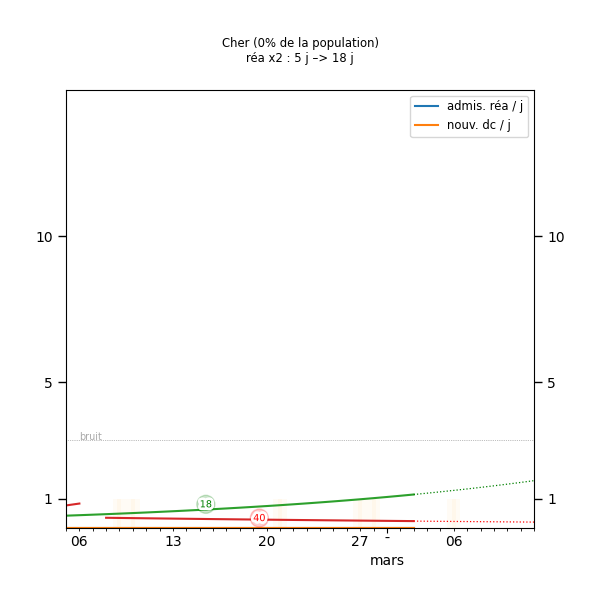 Cher (0% de la population)
réa x2 : 5 j –> 18 j
admis. réa / j
nouv. dc / j
10 10
5 5
bruit
18
1 1
40
06 13 20 27 - 06
mars